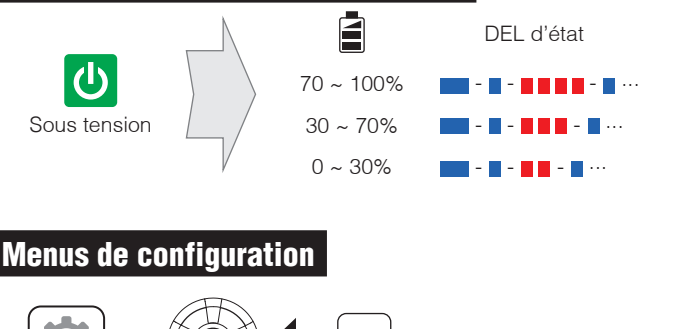 DEL d'état
70 ~ 100%
Sous tension
30 ~ 70%
0 ~ 30%
Menus de configuration